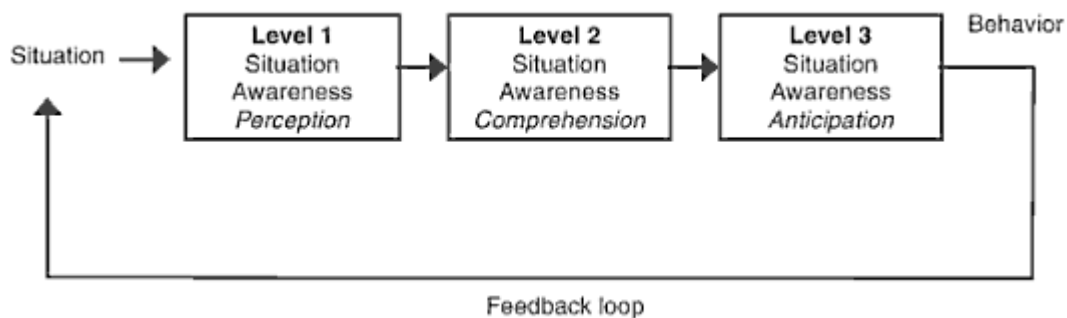 Situation
Level 1
Situation
Awareness
Perception
Level 2
Situation
Awareness
Comprehension
Level 3
Situation
Awareness
Anticipation
Behavior
Feedback loop